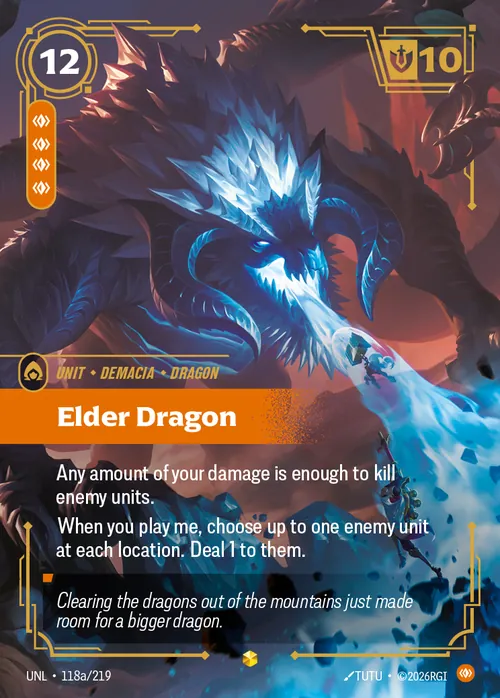 12
10
UNIT • DEMACIA • DRAGON
Elder Dragon
Any amount of your damage is enough to kill
enemy units.
When you play me, choose up to one enemy unit
at each location. Deal 1 to them.
Clearing the dragons out of the mountains just made
room for a bigger dragon.
UNL • 118a/219
TUTU • ©2026RGI